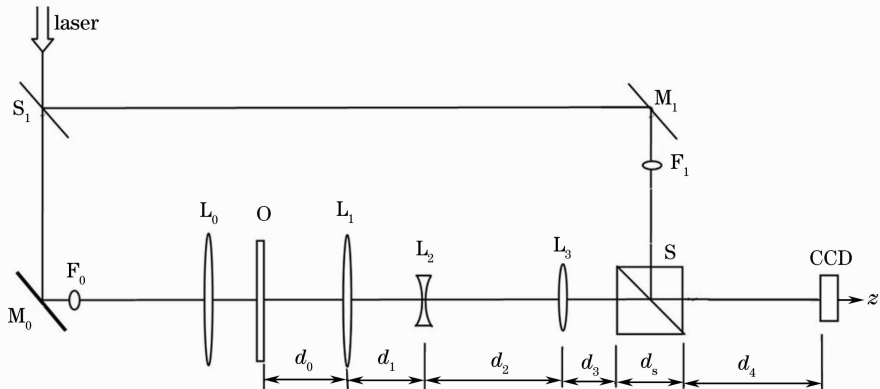 laser
S₁
M₁
F₁
L₀
O
L₁
L₂
L₃
S
CCD
F₀
M₀
z
d₀
d₁
d₂
d₃
dₛ
d₄